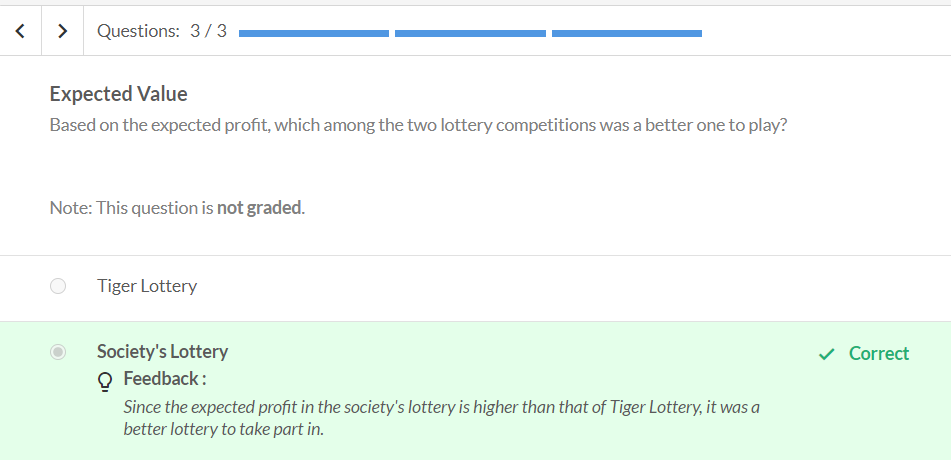 Questions: 3 / 3
Expected Value
Based on the expected profit, which among the two lottery competitions was a better one to play?
Note: This question is not graded.
Tiger Lottery
Society's Lottery
Correct
Feedback :
Since the expected profit in the society's lottery is higher than that of Tiger Lottery, it was a
better lottery to take part in.